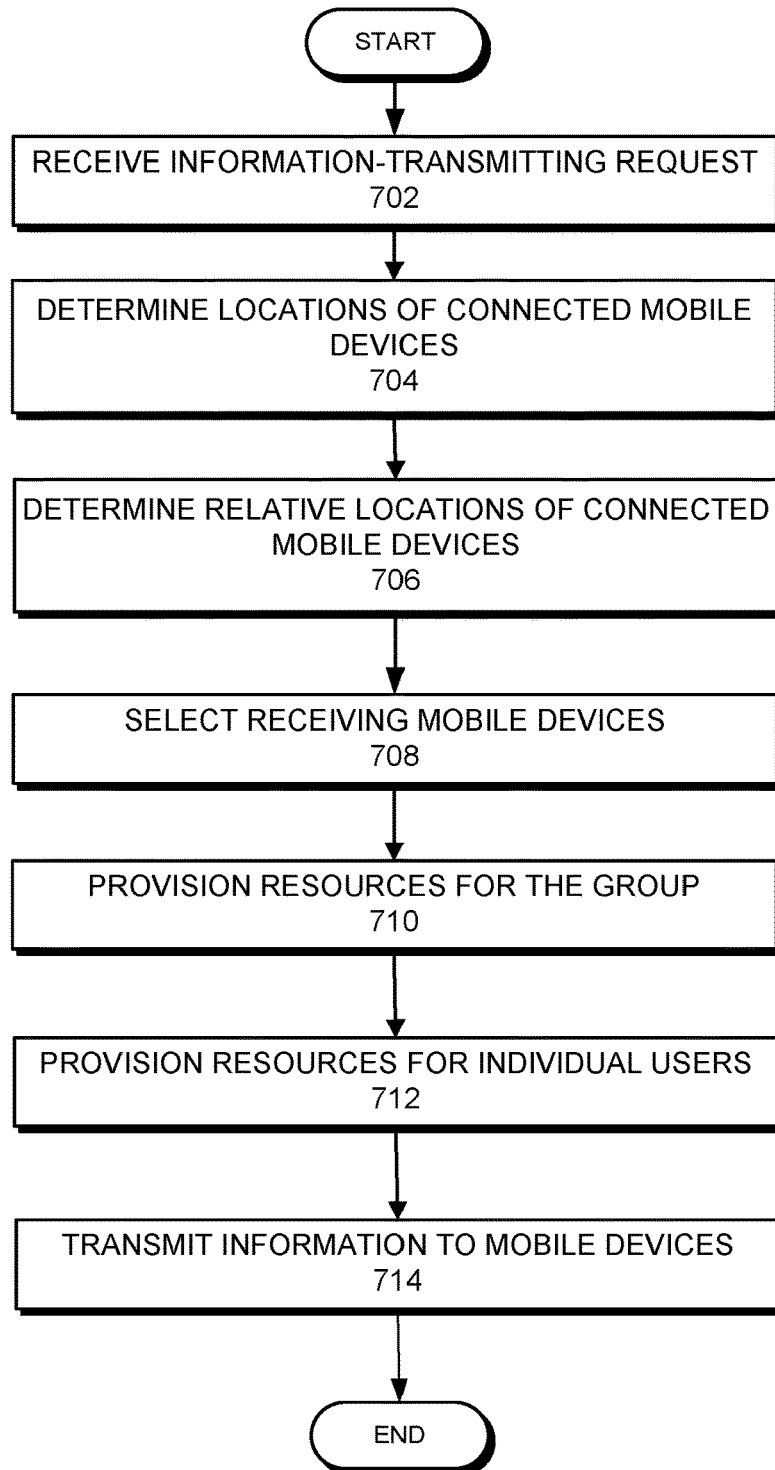 START
RECEIVE INFORMATION-TRANSMITTING REQUEST
702
DETERMINE LOCATIONS OF CONNECTED MOBILE
DEVICES
704
DETERMINE RELATIVE LOCATIONS OF CONNECTED
MOBILE DEVICES
706
SELECT RECEIVING MOBILE DEVICES
708
PROVISION RESOURCES FOR THE GROUP
710
PROVISION RESOURCES FOR INDIVIDUAL USERS
712
TRANSMIT INFORMATION TO MOBILE DEVICES
714
END